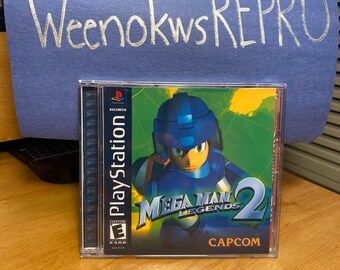 WeenokwsREPRO
PlayStation
MEGA MAN
LEGENDS 2
E
CAPCOM